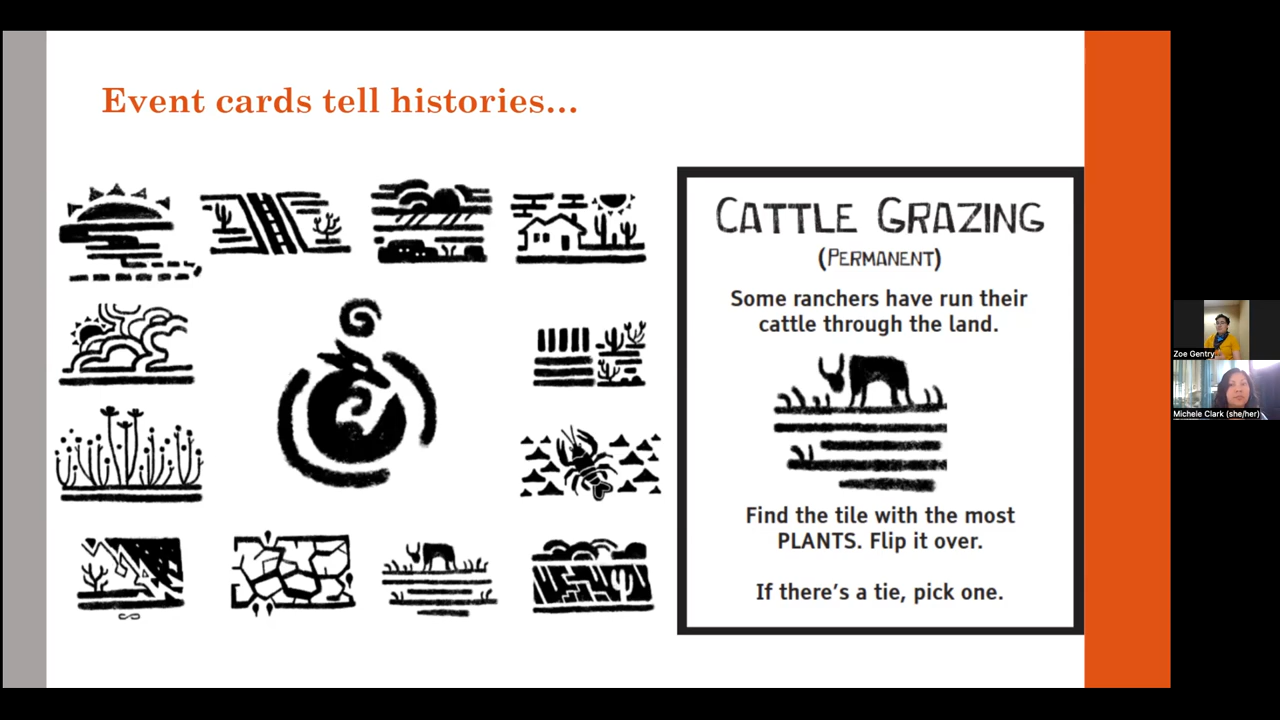 Event cards tell histories...
CATTLE GRAZING
(PERMANENT)
Some ranchers have run their
cattle through the land.
Find the tile with the most
PLANTS. Flip it over.
If there's a tie, pick one.
Zoe Gentry
Michele Clark (she/her)